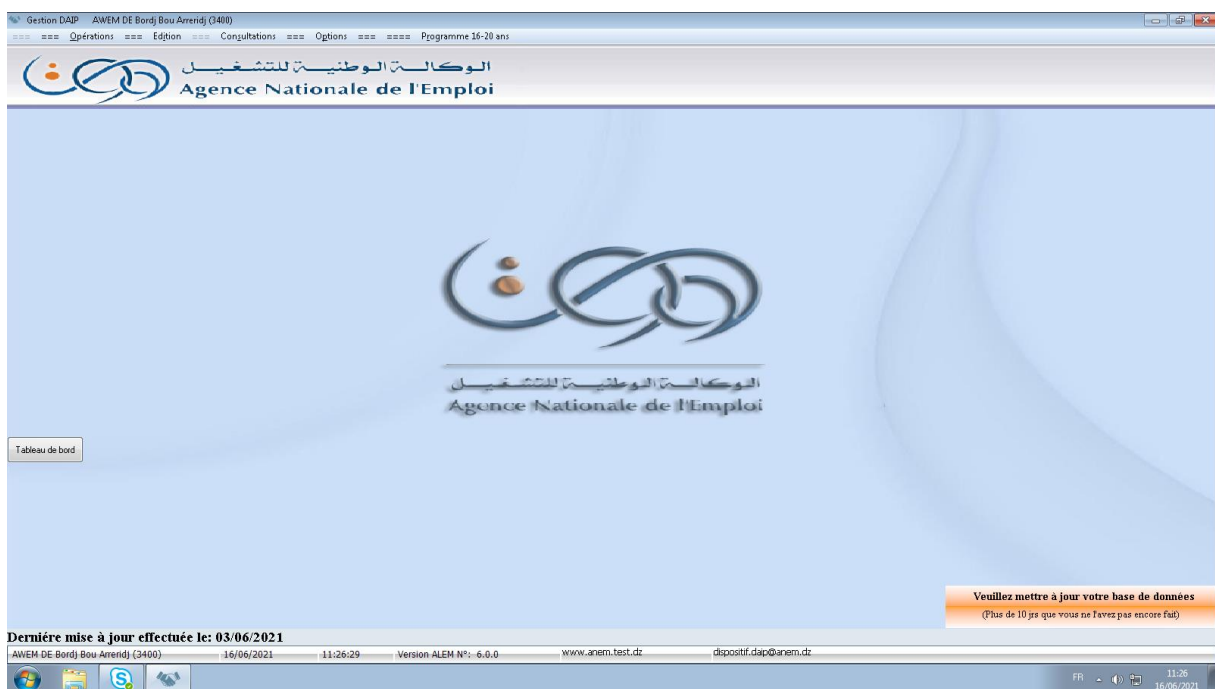 Gestion DAIP AWEM DE Bordj Bou Arreridj (3400)
=== === Opérations === Edition === Consultations === Options === ==== Programme 16-20 ans
الوكالة الوطنية للتشغيل
Agence Nationale de l'Emploi
الوكالة الوطنية للتشغيل
Agence Nationale de l'Emploi
Tableau de bord
Veuillez mettre à jour votre base de données
(Plus de 10 jrs que vous ne l'avez pas encore fait)
Derniére mise à jour effectuée le: 03/06/2021
AWEM DE Bordj Bou Arreridj (3400) 16/06/2021 11:26:29 Version ALEM N°: 6.0.0 www.anem.test.dz dispositif.daip@anem.dz
FR 11:26
16/06/2021